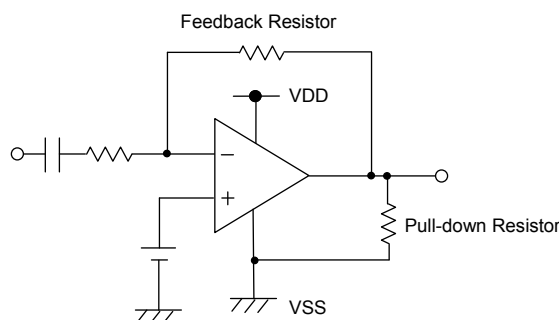 Feedback Resistor
VDD
−
+
Pull-down Resistor
VSS